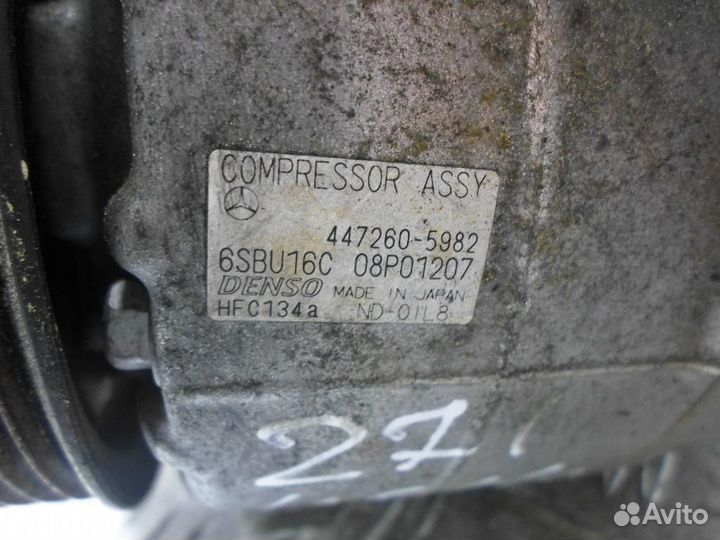 COMPRESSOR ASSY
447260-5982
6SBU16C 08P01207
DENSO MADE IN JAPAN
HFC134a ND-OIL8
27
Avito